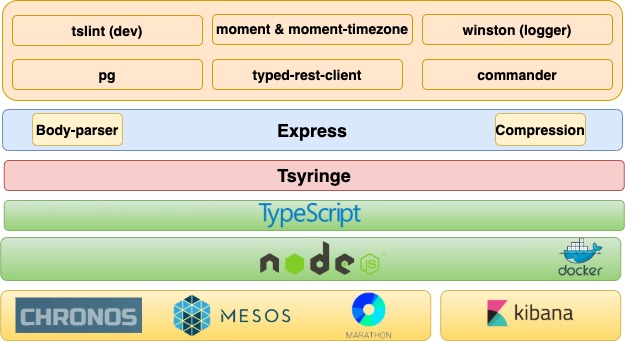 tslint (dev)
moment & moment-timezone
winston (logger)
pg
typed-rest-client
commander
Body-parser
Express
Compression
Tsyringe
TypeScript
node
JS
docker
CHRONOS
MESOS
MARATHON
kibana